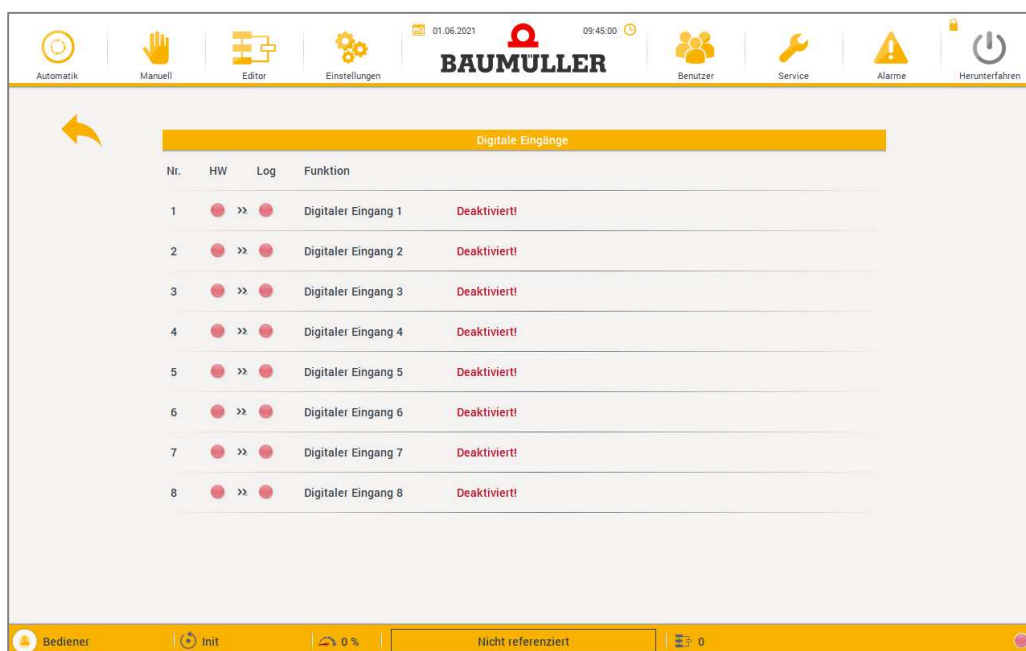 01.06.2021
09:45:00
BAUMÜLLER
Automatik
Manuell
Editor
Einstellungen
Benutzer
Service
Alarme
Herunterfahren
Digitale Eingänge
Nr. HW Log Funktion
1 Digitaler Eingang 1 Deaktiviert!
2 Digitaler Eingang 2 Deaktiviert!
3 Digitaler Eingang 3 Deaktiviert!
4 Digitaler Eingang 4 Deaktiviert!
5 Digitaler Eingang 5 Deaktiviert!
6 Digitaler Eingang 6 Deaktiviert!
7 Digitaler Eingang 7 Deaktiviert!
8 Digitaler Eingang 8 Deaktiviert!
Bediener Init 0 % Nicht referenziert 0